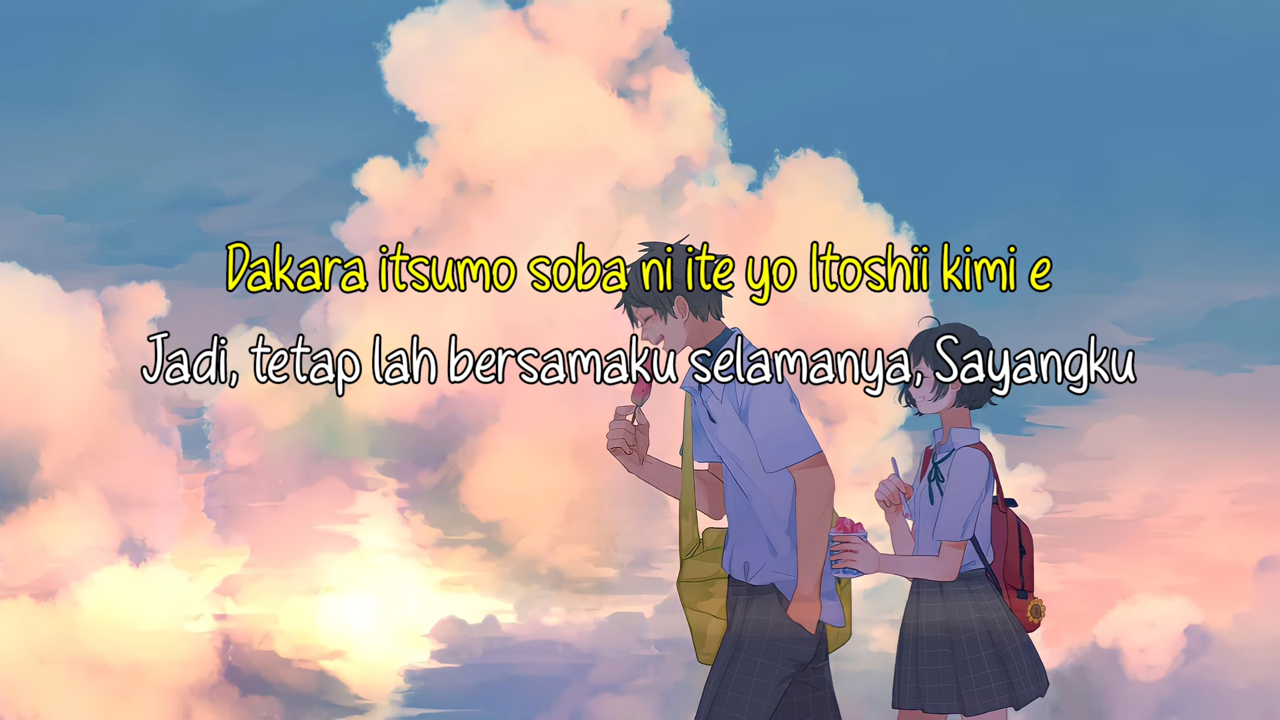 Dakara itsumo soba ni ite yo Itoshii kimi e
Jadi, tetap lah bersamaku selamanya, Sayangku